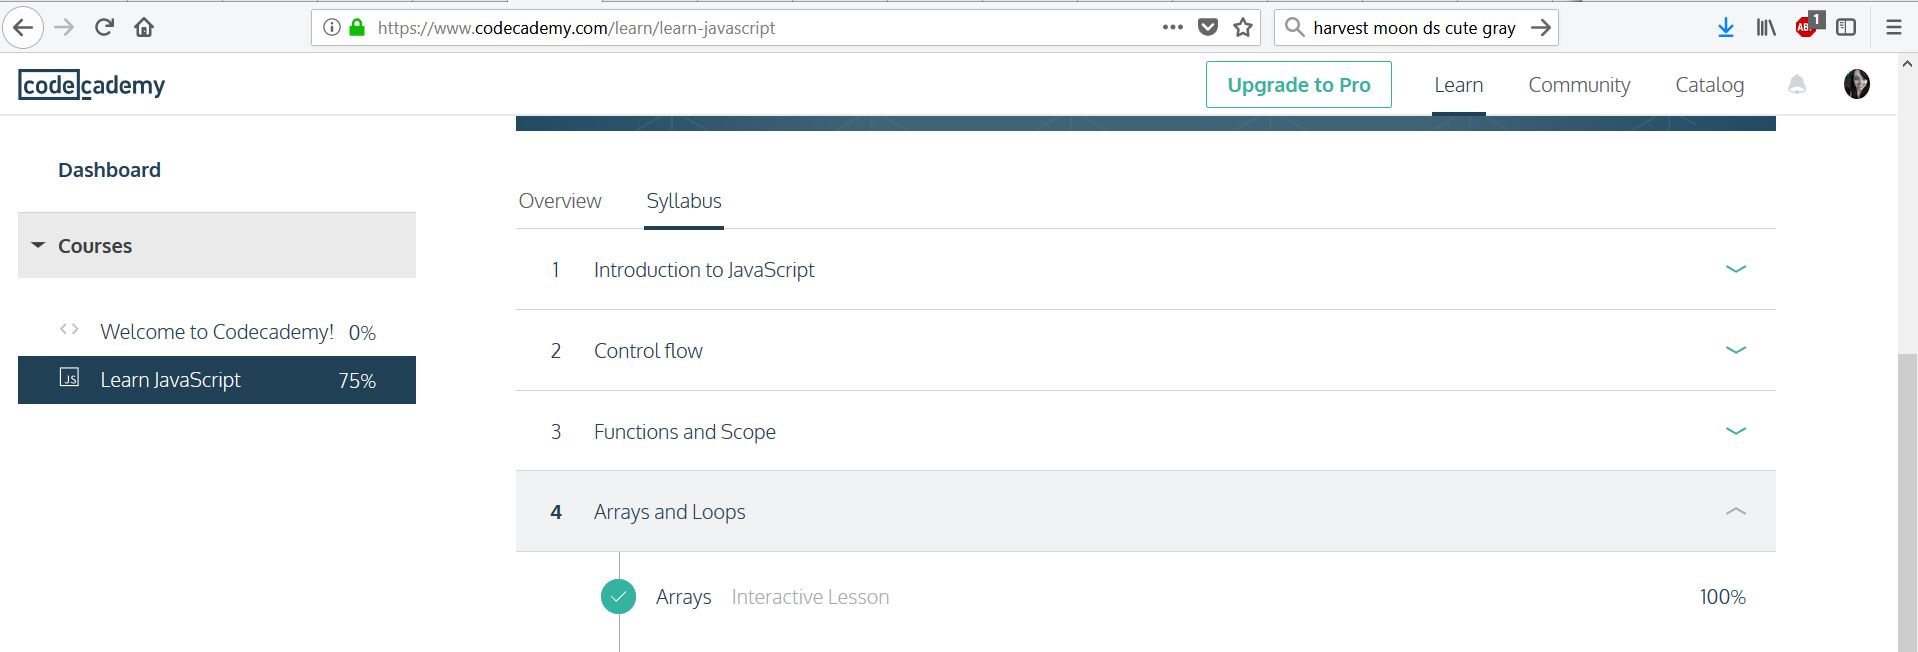 https://www.codecademy.com/learn/learn-javascript
harvest moon ds cute gray
ABP 1
codecademy
Upgrade to Pro
Learn
Community
Catalog
Dashboard
Courses
Welcome to Codecademy! 0%
JS Learn JavaScript 75%
Overview
Syllabus
1 Introduction to JavaScript
2 Control flow
3 Functions and Scope
4 Arrays and Loops
Arrays Interactive Lesson 100%